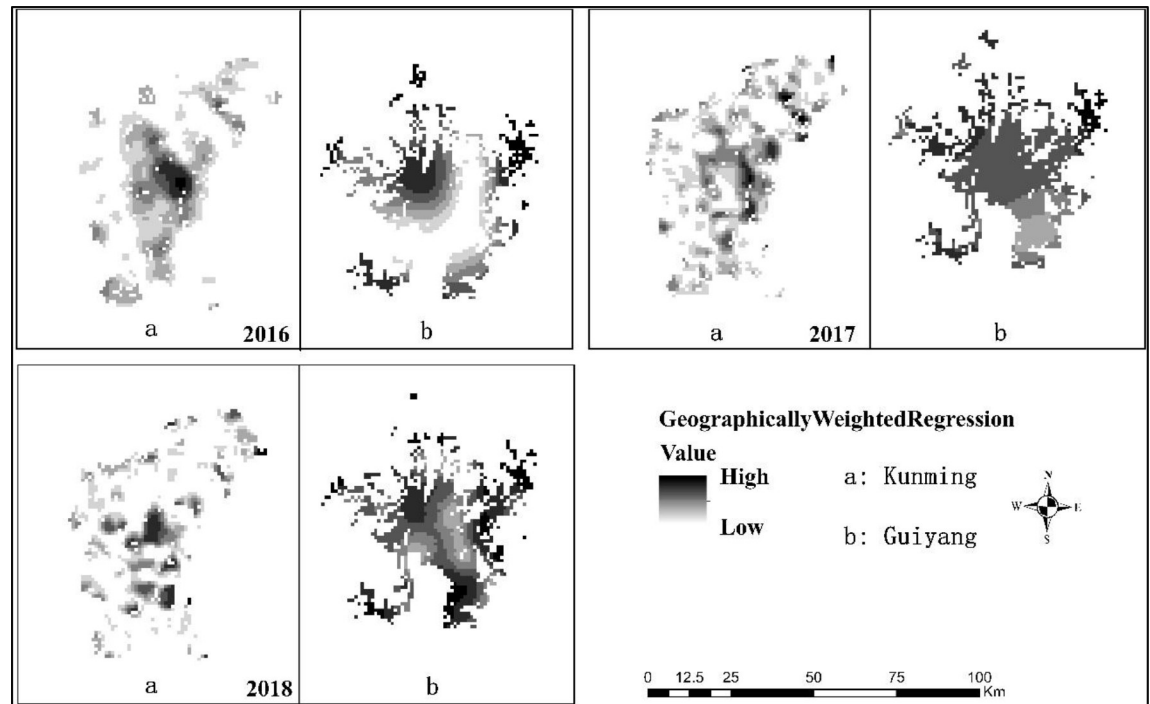 a
2016
b
a
2017
b
a
2018
b
GeographicallyWeightedRegression
Value
High
Low
a: Kunming
b: Guiyang
N
W
E
S
0 12.5 25 50 75 100
Km